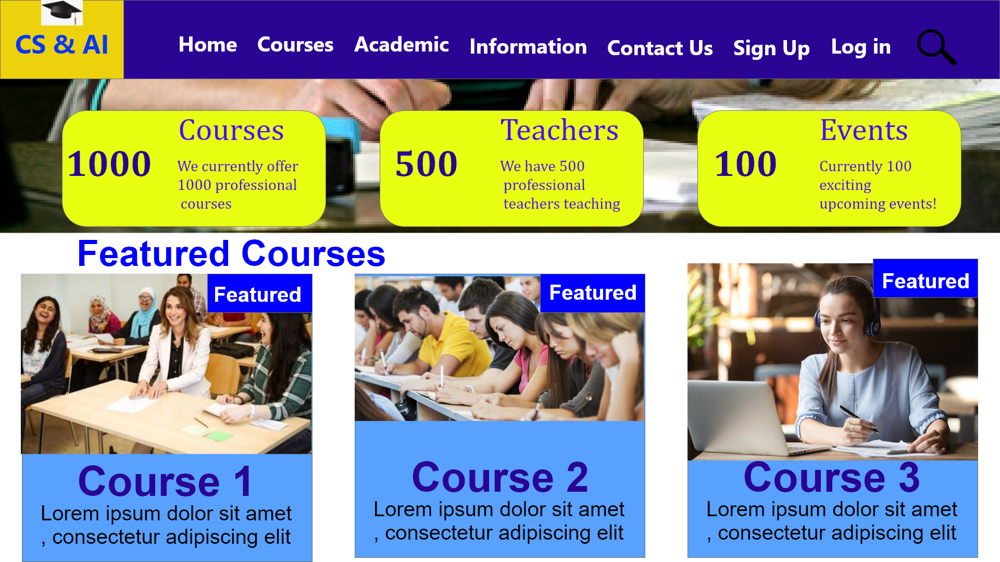 CS & AI
Home Courses Academic Information Contact Us Sign Up Log in
Courses
1000
We currently offer
1000 professional
courses
Teachers
500
We have 500
professional
teachers teaching
Events
100
Currently 100
exciting
upcoming events!
Featured Courses
Featured
Course 1
Lorem ipsum dolor sit amet
, consectetur adipiscing elit
Featured
Course 2
Lorem ipsum dolor sit amet
, consectetur adipiscing elit
Featured
Course 3
Lorem ipsum dolor sit amet
, consectetur adipiscing elit